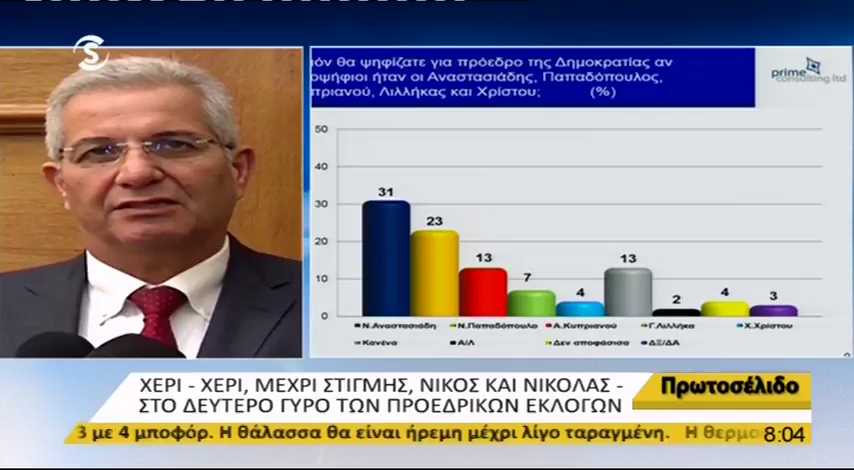 S
ιόν θα ψηφίζατε για πρόεδρο της Δημοκρατίας αν
οψήφιοι ήταν οι Αναστασιάδης, Παπαδόπουλος,
πριανού, Λιλλήκας και Χρίστου; (%)
prime
consulting ltd
50
40
30
20
10
0
31
23
13
7
4
13
2
4
3
Ν.Αναστασιάδη Ν.Παπαδόπουλο Α.Κυπριανού Γ.Λιλλήκα Χ.Χρίστου
Κανένα Α/Λ Δεν αποφάσισα ΔΞ/ΔΑ
ΧΕΡΙ - ΧΕΡΙ, ΜΕΧΡΙ ΣΤΙΓΜΗΣ, ΝΙΚΟΣ ΚΑΙ ΝΙΚΟΛΑΣ -
ΣΤΟ ΔΕΥΤΕΡΟ ΓΥΡΟ ΤΩΝ ΠΡΟΕΔΡΙΚΩΝ ΕΚΛΟΓΩΝ
Πρωτοσέλιδο
3 με 4 μποφόρ. Η θάλασσα θα είναι ήρεμη μέχρι λίγο ταραγμένη. Η θερμο
8:04